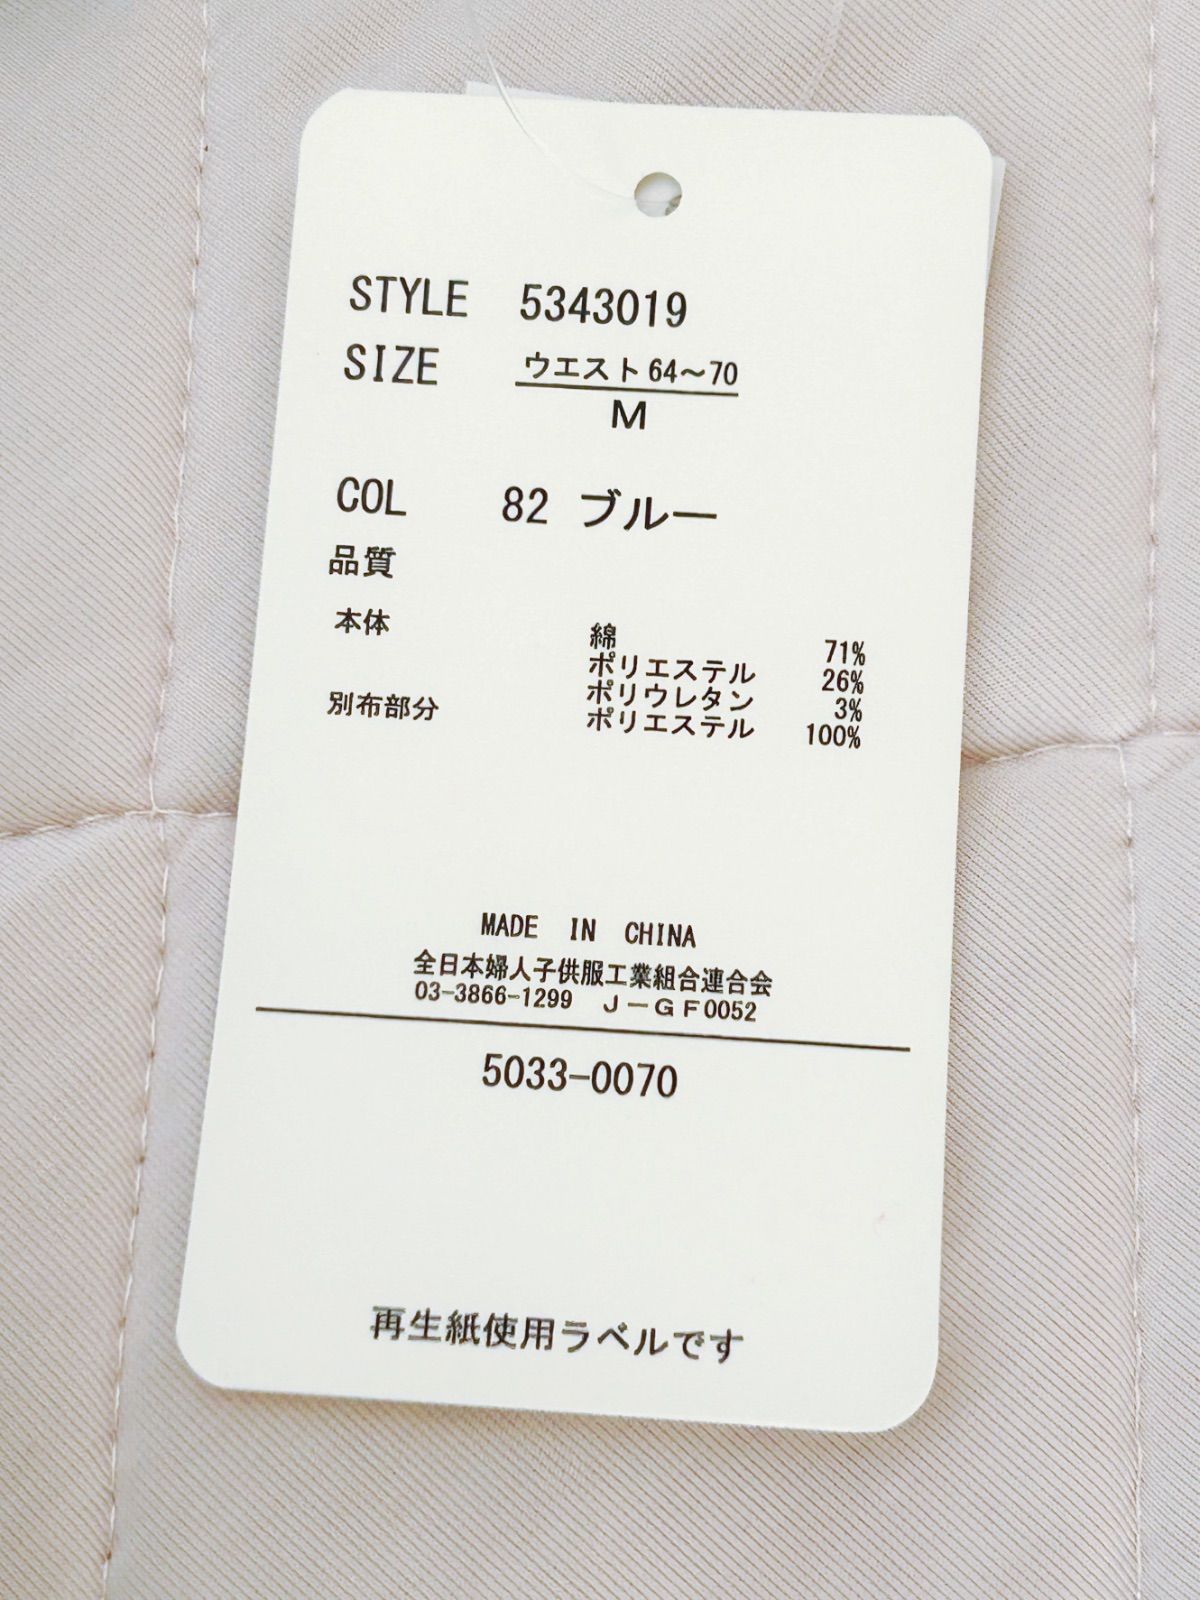 STYLE 5343019
SIZE ウエスト64～70
M
COL 82 ブルー
品質
本体 綿 71%
ポリエステル 26%
ポリウレタン 3%
別布部分 ポリエステル 100%
MADE IN CHINA
全日本婦人子供服工業組合連合会
03-3866-1299 J－GF0052
5033-0070
再生紙使用ラベルです